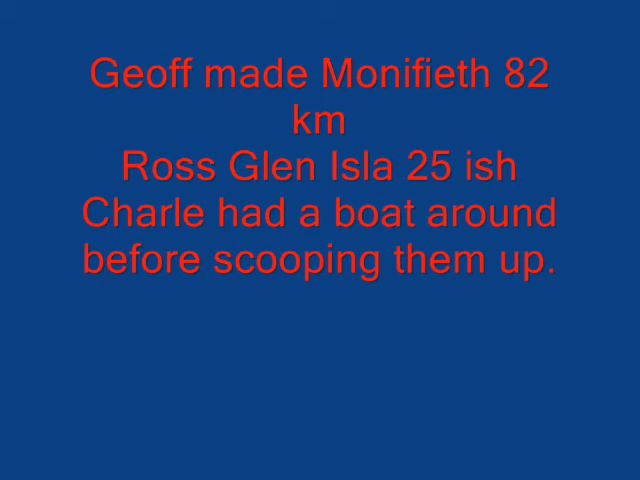 Geoff made Monifieth 82
km
Ross Glen Isla 25 ish
Charle had a boat around
before scooping them up.